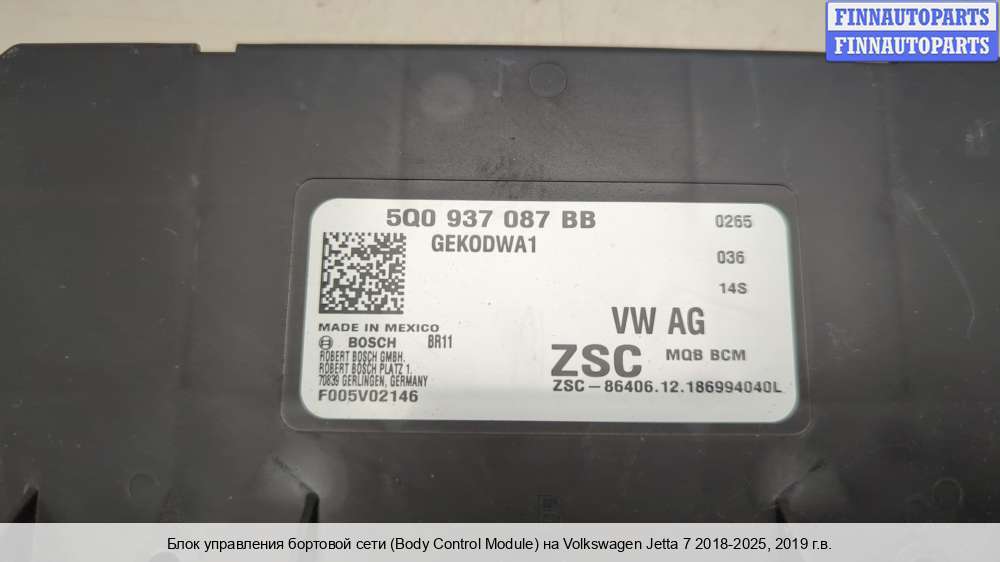 FINNAUTOPARTS
FINNAUTOPARTS
5Q0 937 087 BB
GEKODWA1
0265
036
14S
MADE IN MEXICO
BOSCH BR11
ROBERT BOSCH GMBH.
ROBERT BOSCH PLATZ 1.
70839 GERLINGEN, GERMANY
F005V02146
VW AG
ZSC MQB BCM
ZSC-86406.12.186994040L
Блок управления бортовой сети (Body Control Module) на Volkswagen Jetta 7 2018-2025, 2019 г.в.